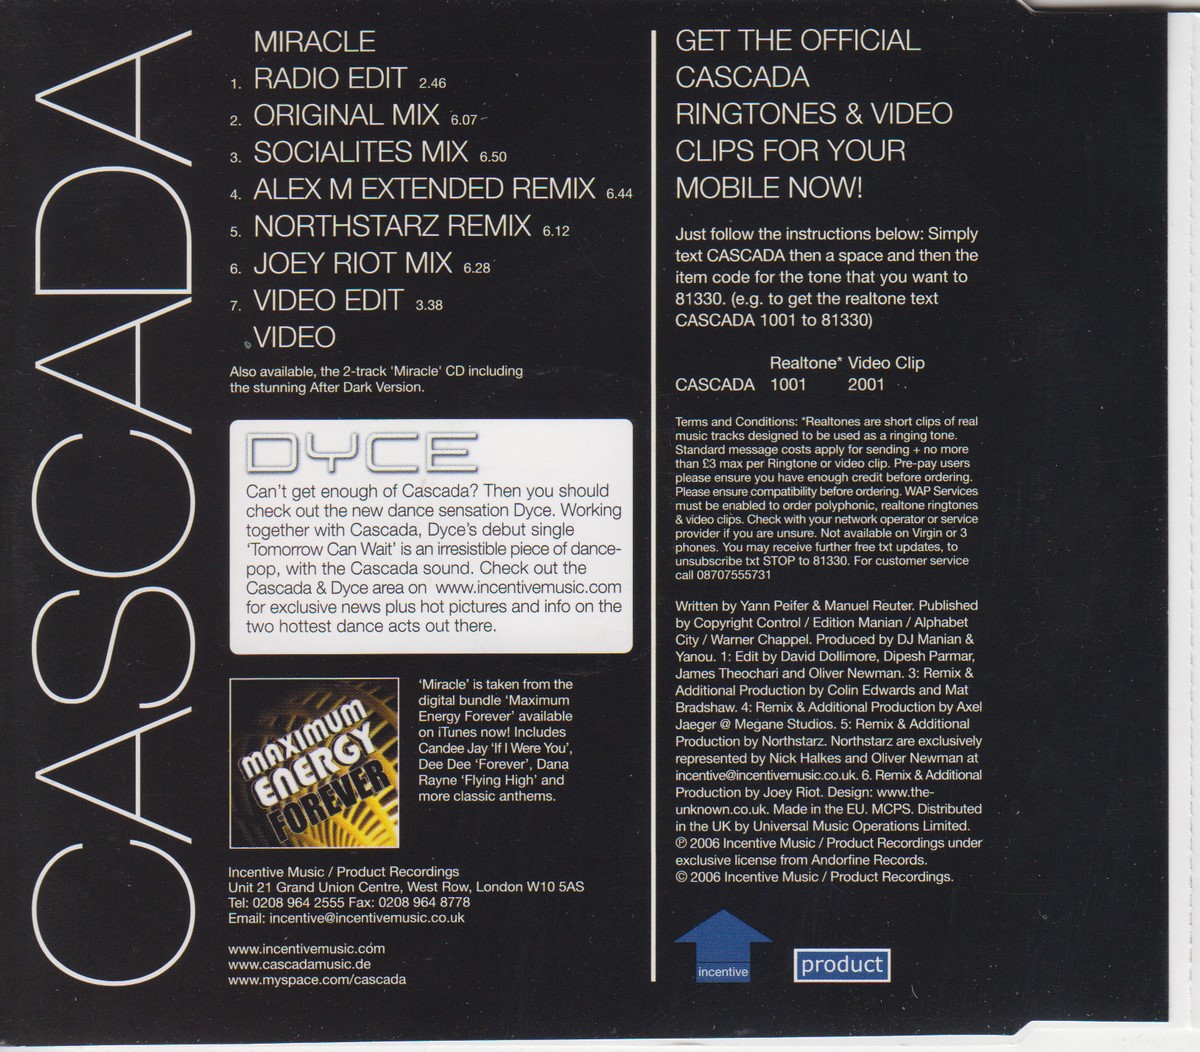 CASCADA
MIRACLE
1. RADIO EDIT 2.46
2. ORIGINAL MIX 6.07
3. SOCIALITES MIX 6.50
4. ALEX M EXTENDED REMIX 6.44
5. NORTHSTARZ REMIX 6.12
6. JOEY RIOT MIX 6.28
7. VIDEO EDIT 3.38
VIDEO
Also available, the 2-track 'Miracle' CD including
the stunning After Dark Version.
DYCE
Can't get enough of Cascada? Then you should
check out the new dance sensation Dyce. Working
together with Cascada, Dyce's debut single
'Tomorrow Can Wait' is an irresistible piece of dance-
pop, with the Cascada sound. Check out the
Cascada & Dyce area on www.incentivemusic.com
for exclusive news plus hot pictures and info on the
two hottest dance acts out there.
MAXIMUM
ENERGY
FOREVER
'Miracle' is taken from the
digital bundle 'Maximum
Energy Forever' available
on iTunes now! Includes
Candee Jay 'If I Were You',
Dee Dee 'Forever', Dana
Rayne 'Flying High' and
more classic anthems.
Incentive Music / Product Recordings
Unit 21 Grand Union Centre, West Row, London W10 5AS
Tel: 0208 964 2555 Fax: 0208 964 8778
Email: incentive@incentivemusic.co.uk
www.incentivemusic.com
www.cascadamusic.de
www.myspace.com/cascada
GET THE OFFICIAL
CASCADA
RINGTONES & VIDEO
CLIPS FOR YOUR
MOBILE NOW!
Just follow the instructions below: Simply
text CASCADA then a space and then the
item code for the tone that you want to
81330. (e.g. to get the realtone text
CASCADA 1001 to 81330)
Realtone* Video Clip
CASCADA 1001 2001
Terms and Conditions: *Realtones are short clips of real
music tracks designed to be used as a ringing tone.
Standard message costs apply for sending + no more
than £3 max per Ringtone or video clip. Pre-pay users
please ensure you have enough credit before ordering.
Please ensure compatibility before ordering. WAP Services
must be enabled to order polyphonic, realtone ringtones
& video clips. Check with your network operator or service
provider if you are unsure. Not available on Virgin or 3
phones. You may receive further free txt updates, to
unsubscribe txt STOP to 81330. For customer service
call 08707555731
Written by Yann Peifer & Manuel Reuter. Published
by Copyright Control / Edition Manian / Alphabet
City / Warner Chappel. Produced by DJ Manian &
Yanou. 1: Edit by David Dollimore, Dipesh Parmar,
James Theochari and Oliver Newman. 3: Remix &
Additional Production by Colin Edwards and Mat
Bradshaw. 4: Remix & Additional Production by Axel
Jaeger @ Megane Studios. 5: Remix & Additional
Production by Northstarz. Northstarz are exclusively
represented by Nick Halkes and Oliver Newman at
incentive@incentivemusic.co.uk. 6. Remix & Additional
Production by Joey Riot. Design: www.the-
unknown.co.uk. Made in the EU. MCPS. Distributed
in the UK by Universal Music Operations Limited.
℗ 2006 Incentive Music / Product Recordings under
exclusive license from Andorfine Records.
© 2006 Incentive Music / Product Recordings.
incentive
product